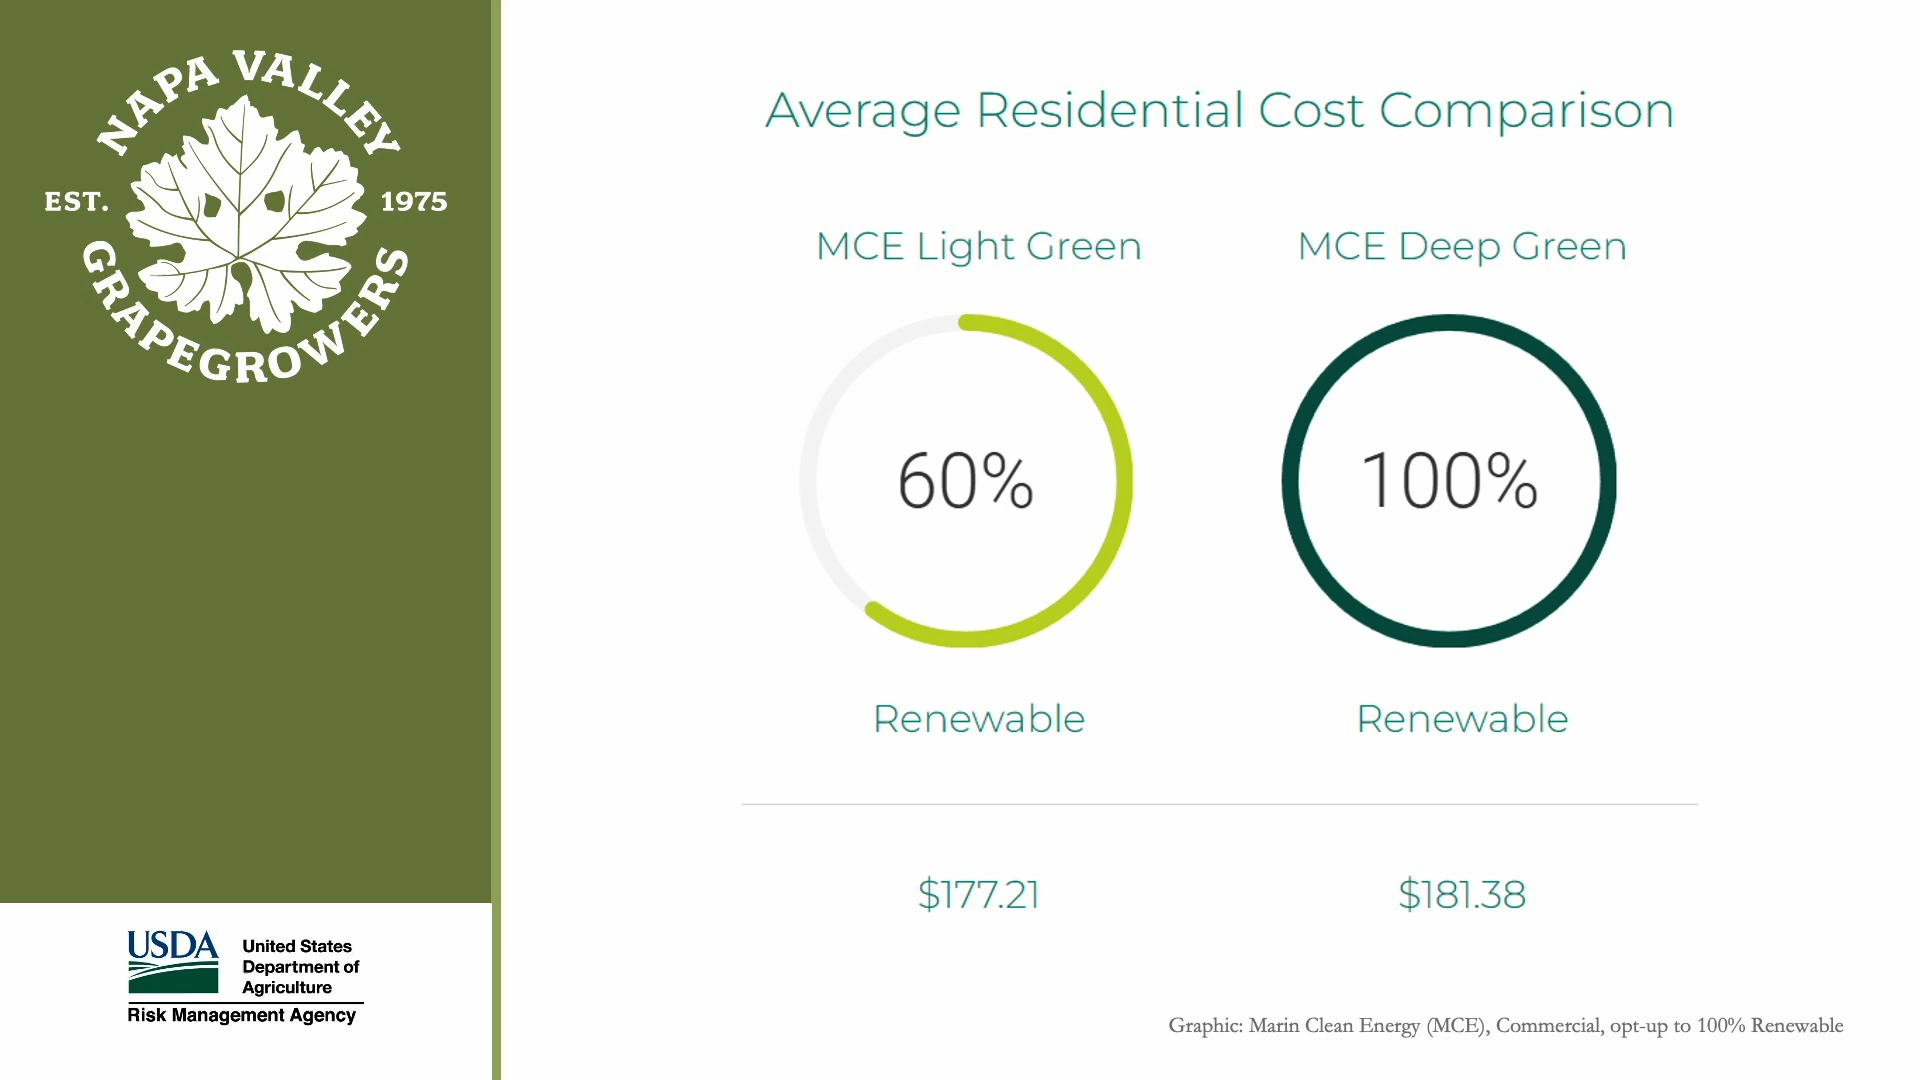 NAPA VALLEY
EST. 1975
GRAPEGROWERS
USDA
United States
Department of
Agriculture
Risk Management Agency
Average Residential Cost Comparison
MCE Light Green
MCE Deep Green
60%
100%
Renewable
Renewable
$177.21
$181.38
Graphic: Marin Clean Energy (MCE), Commercial, opt-up to 100% Renewable